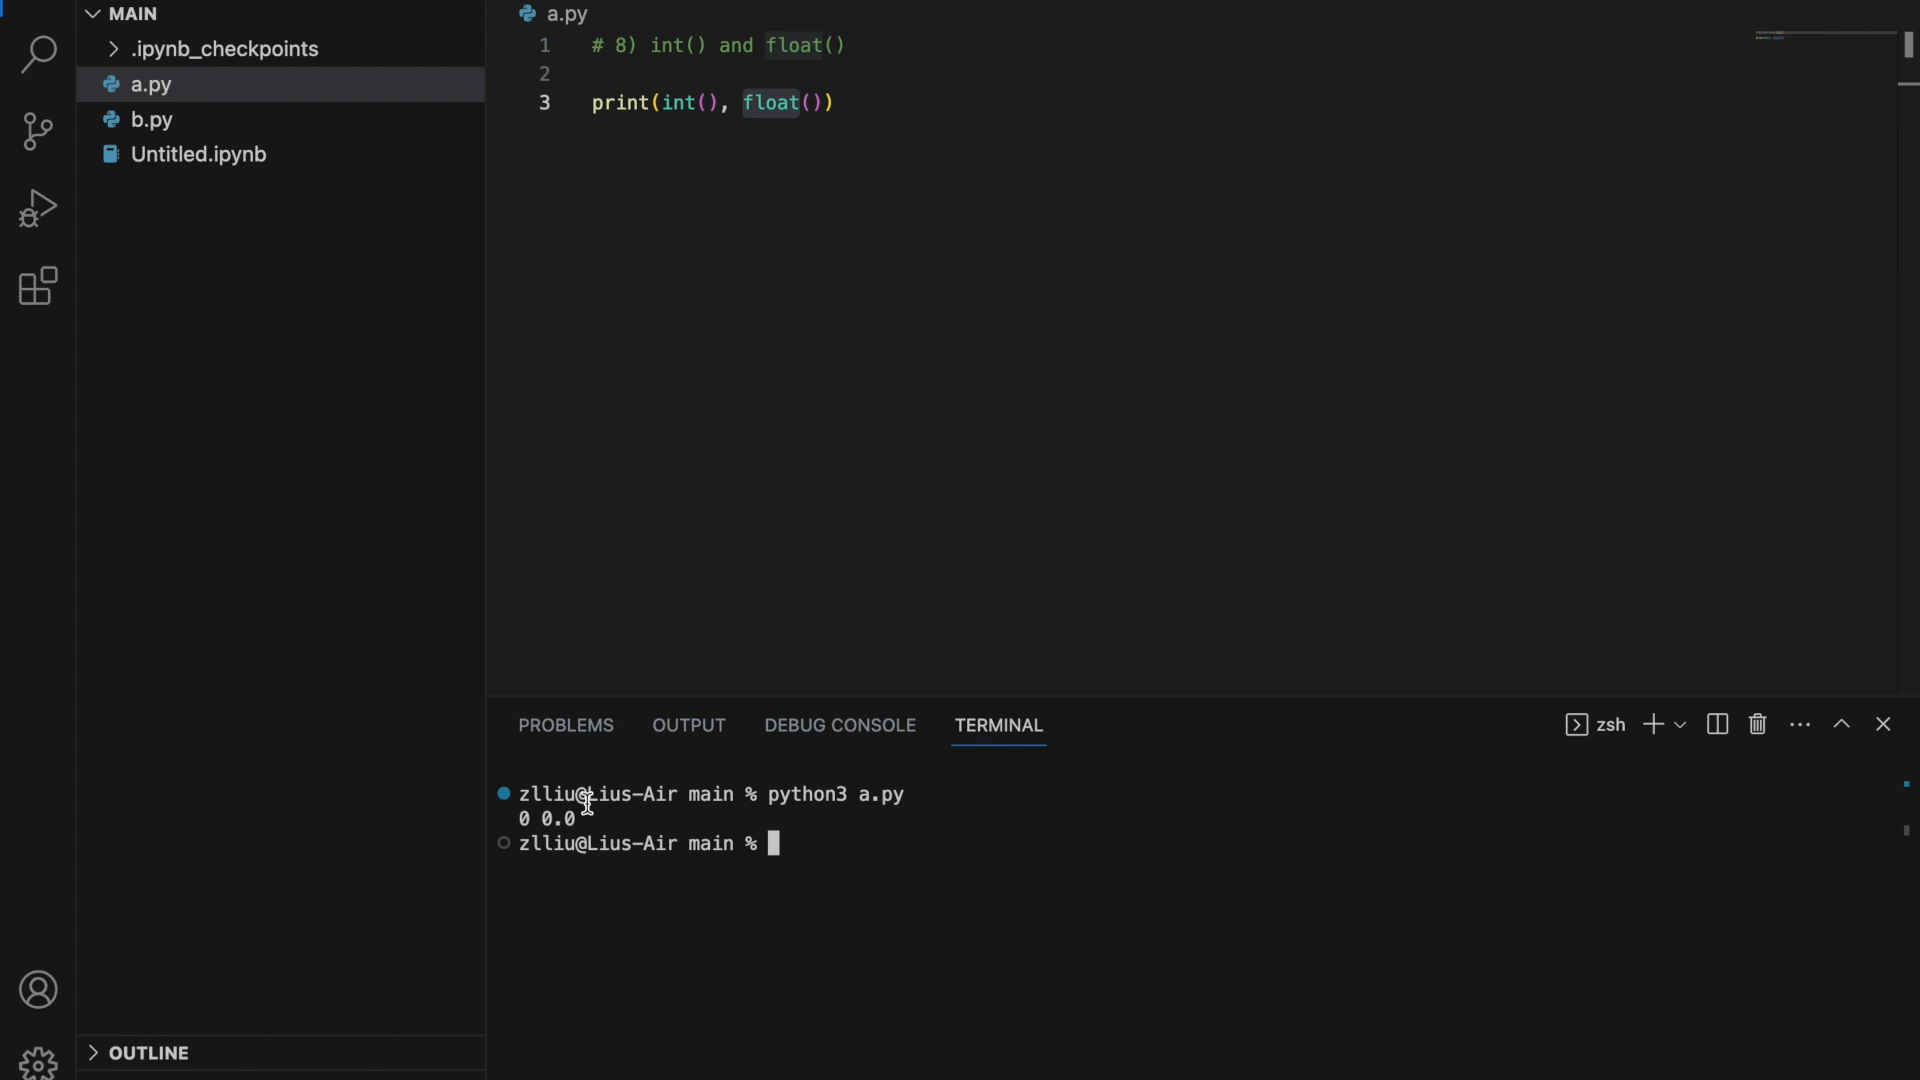 MAIN
.ipynb_checkpoints
a.py
b.py
Untitled.ipynb
OUTLINE
a.py
1 # 8) int() and float()
2
3 print(int(), float())
PROBLEMS OUTPUT DEBUG CONSOLE TERMINAL zsh
zlliu@Lius-Air main % python3 a.py
0 0.0
zlliu@Lius-Air main %